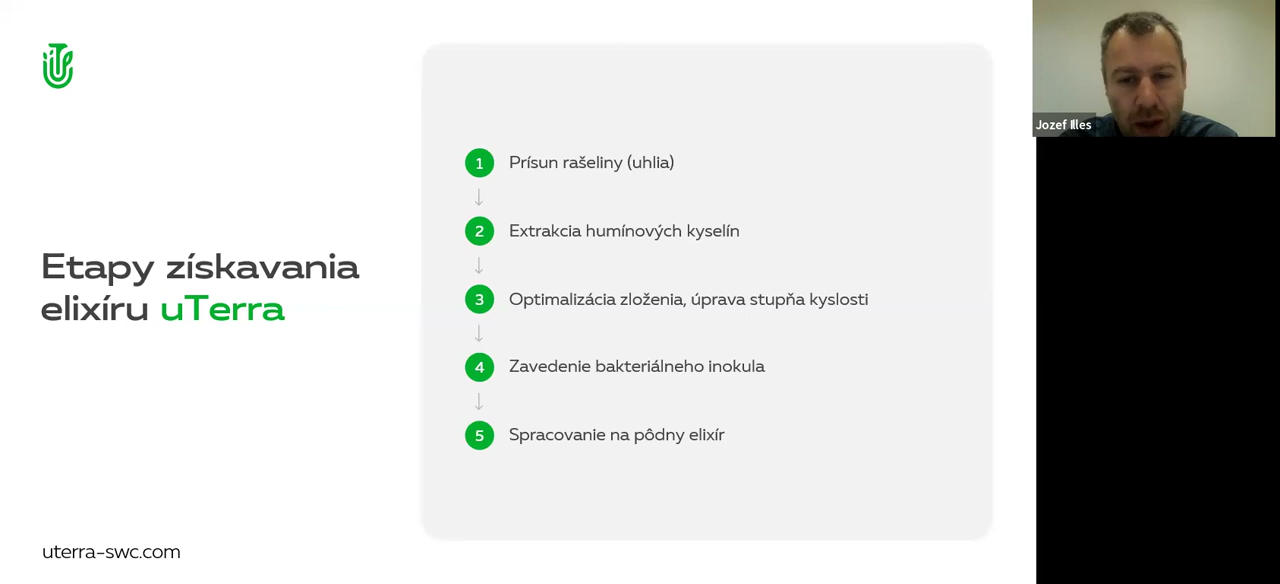 Etapy získavania
elixíru uTerra
1 Prísun rašeliny (uhlia)
2 Extrakcia humínových kyselín
3 Optimalizácia zloženia, úprava stupňa kyslosti
4 Zavedenie bakteriálneho inokula
5 Spracovanie na pôdny elixír
uterra-swc.com
Jozef Illes